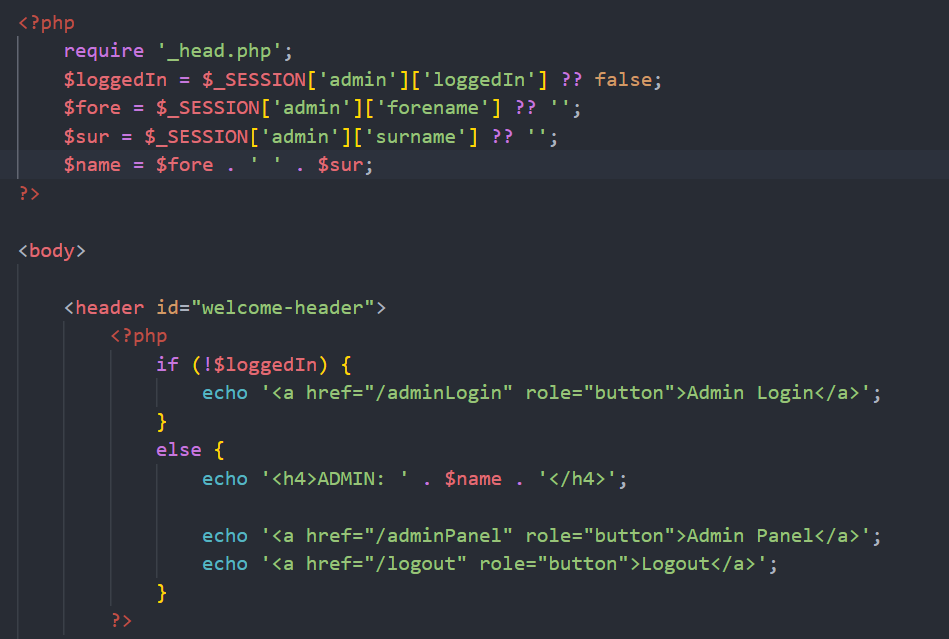 <?php
    require '_head.php';
    $loggedIn = $_SESSION['admin']['loggedIn'] ?? false;
    $fore = $_SESSION['admin']['forename'] ?? '';
    $sur = $_SESSION['admin']['surname'] ?? '';
    $name = $fore . ' ' . $sur;
?>

<body>

    <header id="welcome-header">
        <?php
            if (!$loggedIn) {
                echo '<a href="/adminLogin" role="button">Admin Login</a>';
            }
            else {
                echo '<h4>ADMIN: ' . $name . '</h4>';

                echo '<a href="/adminPanel" role="button">Admin Panel</a>';
                echo '<a href="/logout" role="button">Logout</a>';
            }
        ?>